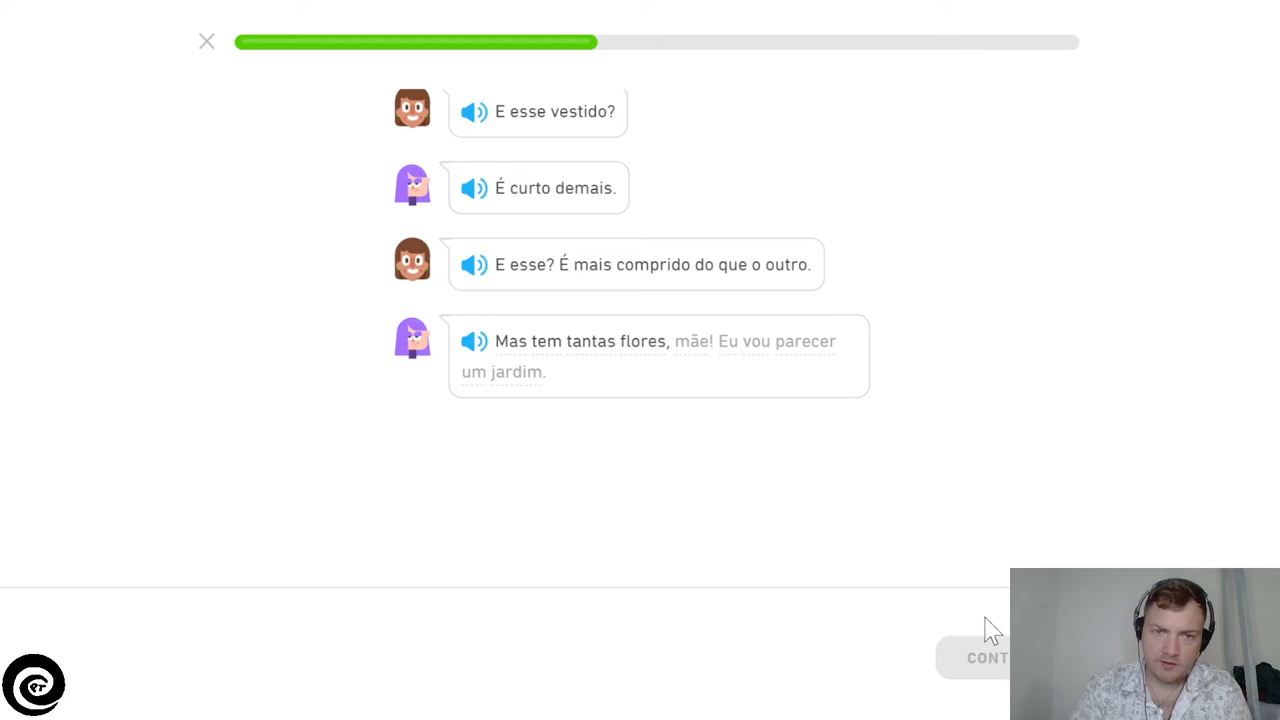 E esse vestido?
É curto demais.
E esse? É mais comprido do que o outro.
Mas tem tantas flores, mãe! Eu vou parecer
um jardim.
CONT